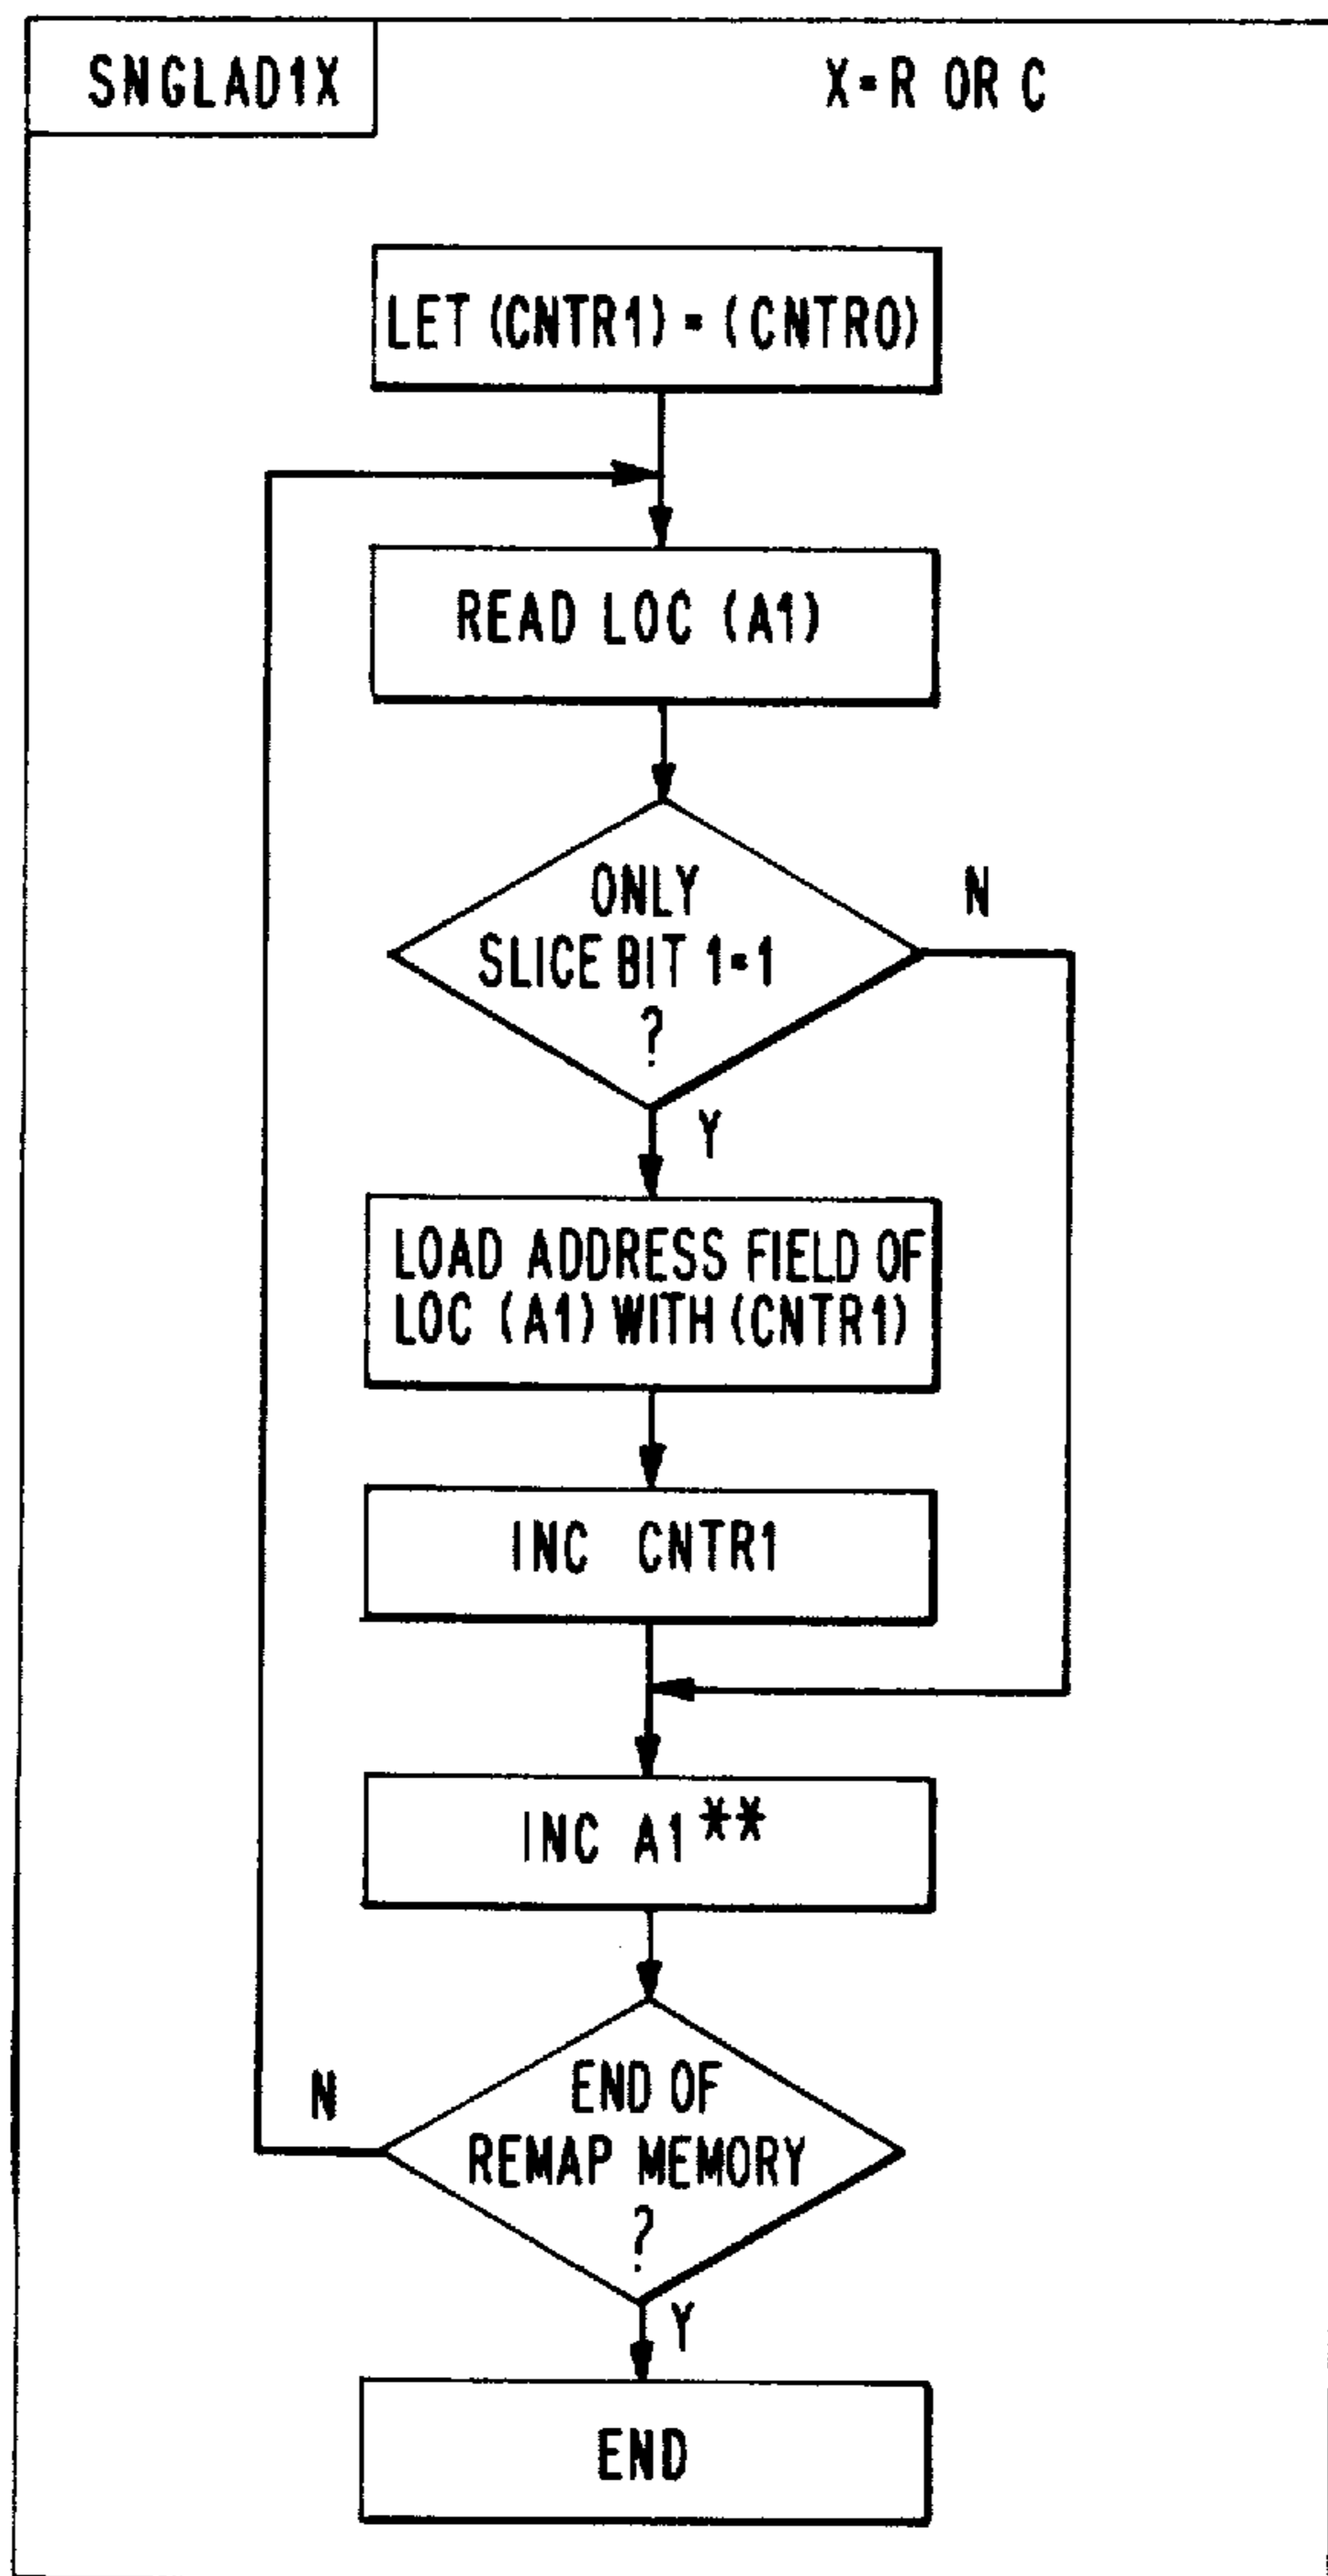 SNGLAD1X
X=R OR C
LET (CNTR1) = (CNTR0)
READ LOC (A1)
ONLY
SLICE BIT 1=1
?
N
Y
LOAD ADDRESS FIELD OF
LOC (A1) WITH (CNTR1)
INC CNTR1
INC A1**
END OF
REMAP MEMORY
?
N
Y
END